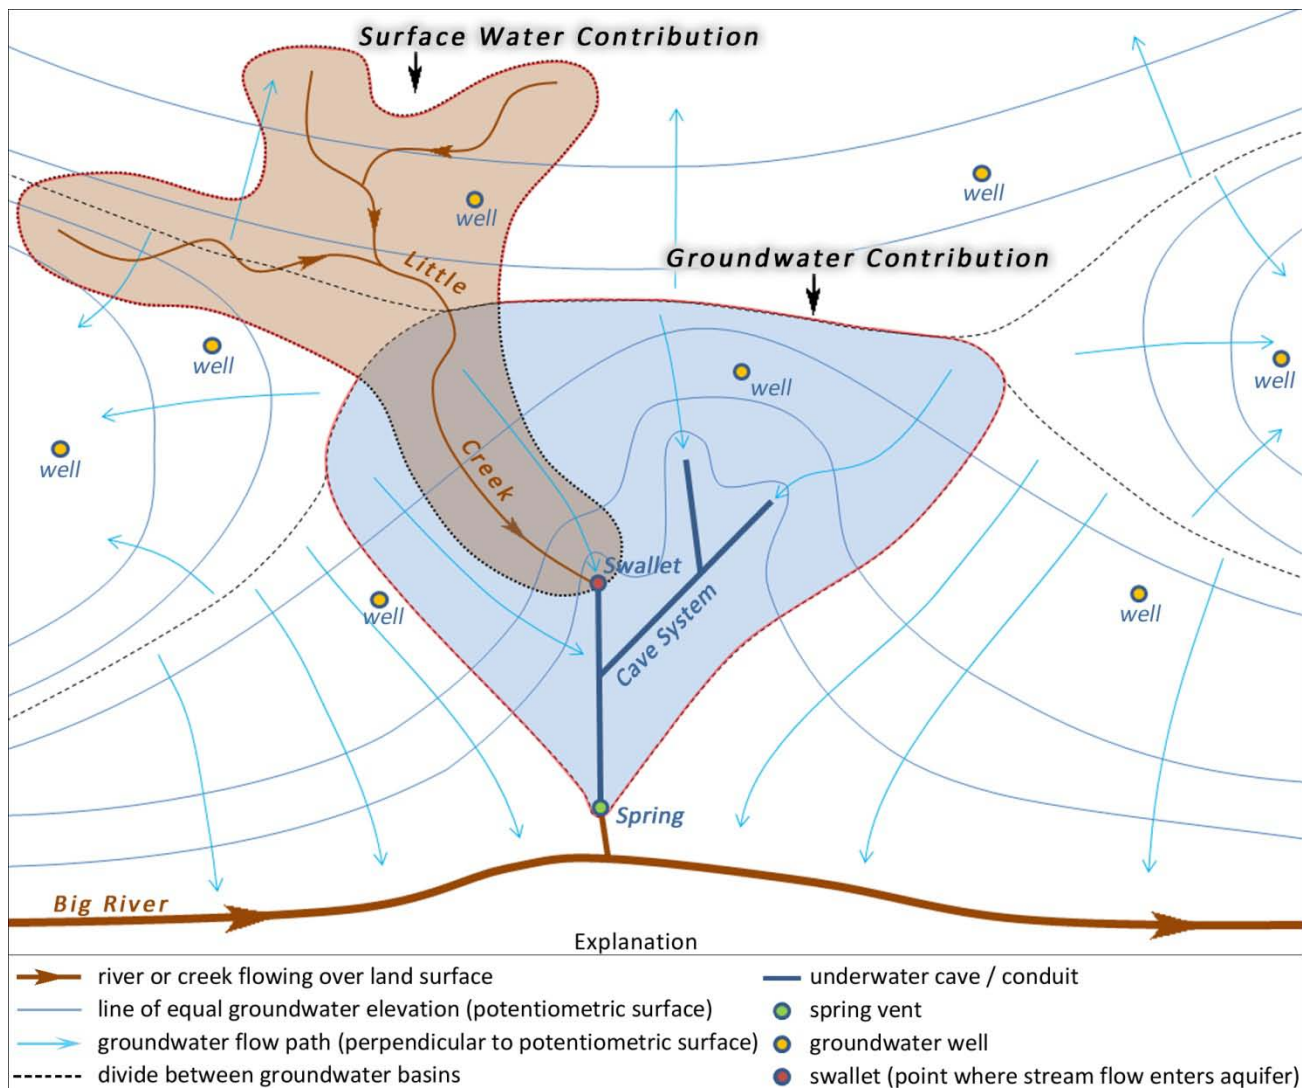 Surface Water Contribution
well
well
Little
Groundwater Contribution
well
well
well
well
Creek
Swallet
well
Cave System
well
Spring
Big River
Explanation
river or creek flowing over land surface
line of equal groundwater elevation (potentiometric surface)
groundwater flow path (perpendicular to potentiometric surface)
divide between groundwater basins
underwater cave / conduit
spring vent
groundwater well
swallet (point where stream flow enters aquifer)